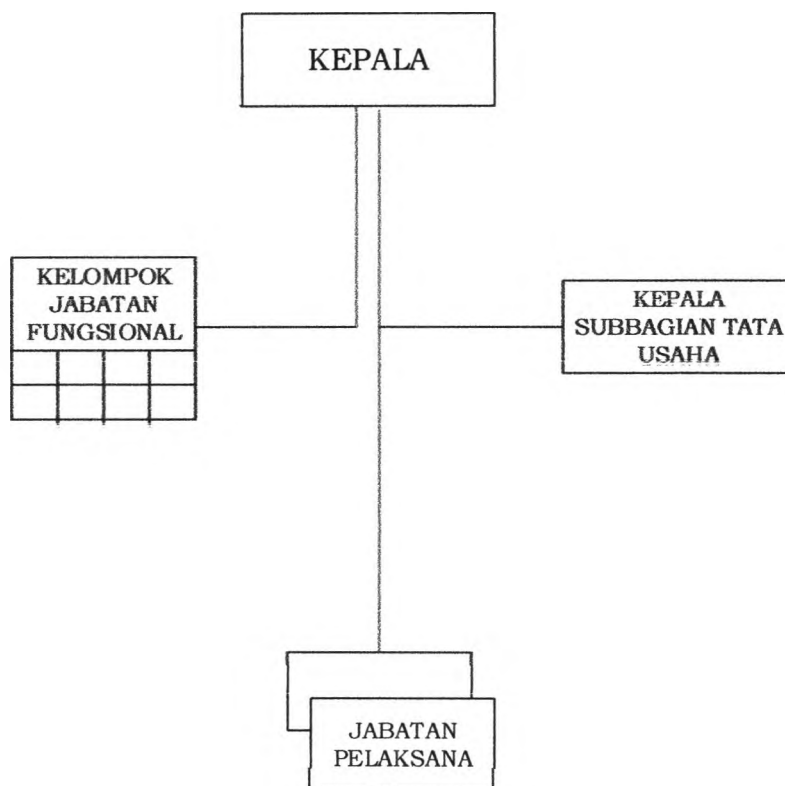 KEPALA
KELOMPOK
JABATAN
FUNGSIONAL
KEPALA
SUBBAGIAN TATA
USAHA
JABATAN
PELAKSANA